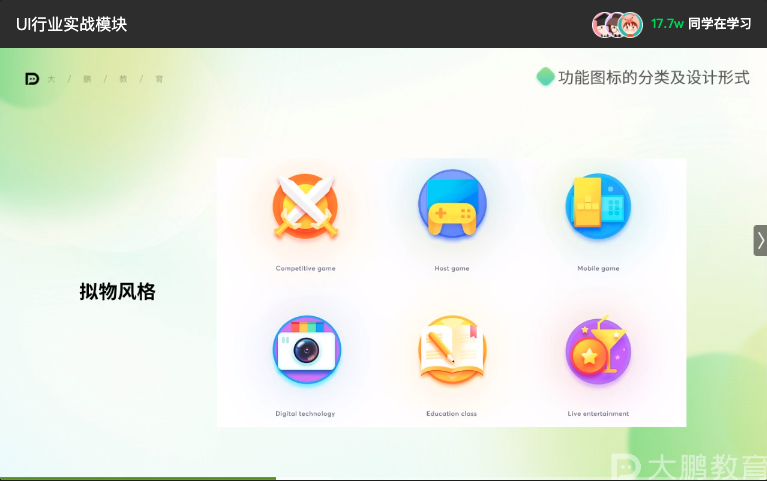 UI行业实战模块
17.7w 同学在学习
大 / 鹏 / 教 / 育
功能图标的分类及设计形式
Competitive game
Host game
Mobile game
拟物风格
Digital technology
Education class
Live entertainment
大鹏教育